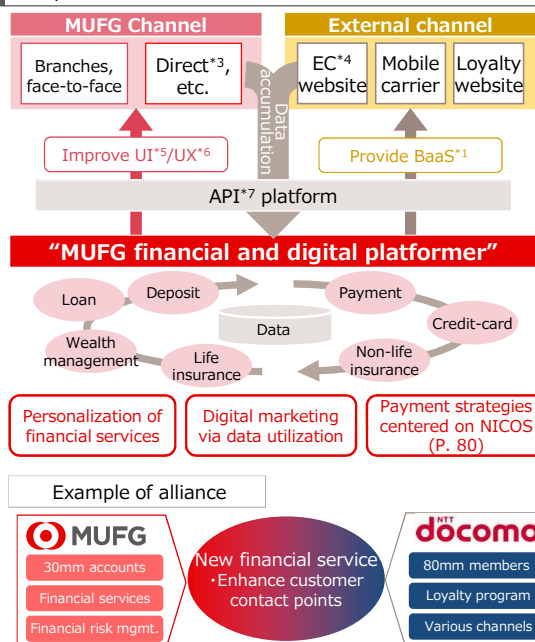 MUFG Channel
External channel
Branches,
face-to-face
Direct*3,
etc.
Data
accumulation
EC*4
website
Mobile
carrier
Loyalty
website
Improve UI*5/UX*6
Provide BaaS*1
API*7 platform
“MUFG financial and digital platformer”
Loan
Deposit
Payment
Credit-card
Data
Wealth
management
Life
insurance
Non-life
insurance
Personalization of
financial services
Digital marketing
via data utilization
Payment strategies
centered on NICOS
(P. 80)
Example of alliance
MUFG
30mm accounts
Financial services
Financial risk mgmt.
New financial service
・Enhance customer
contact points
NTT
docomo
80mm members
Loyalty program
Various channels